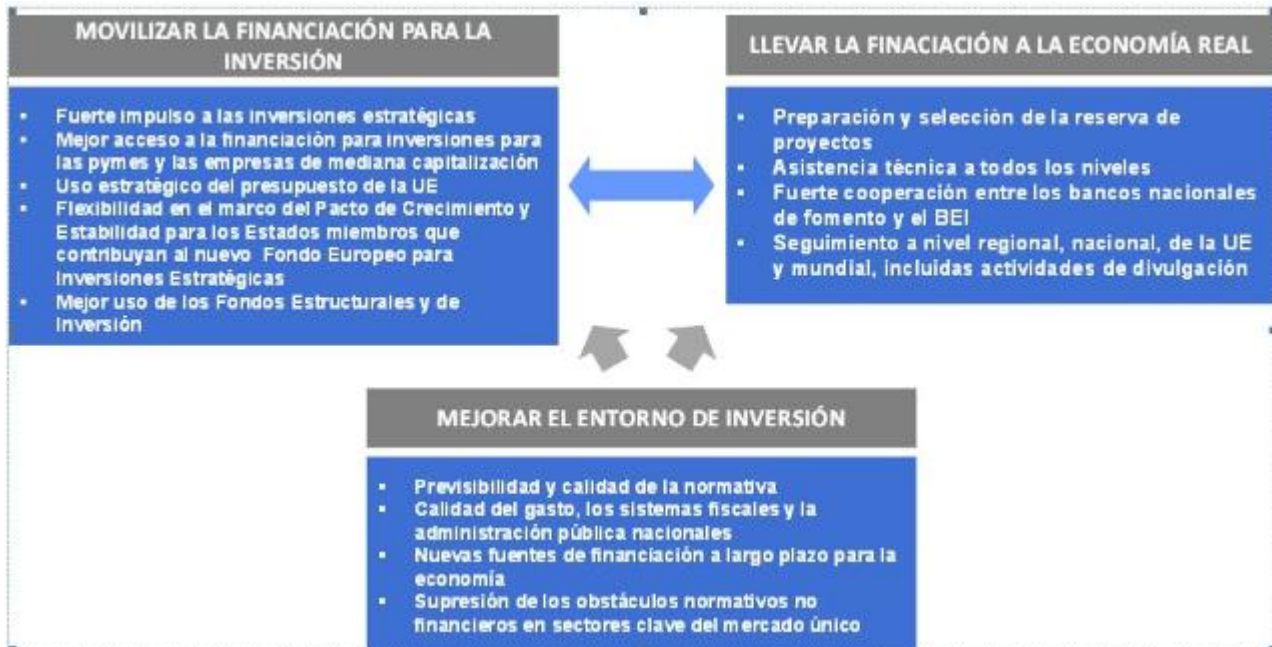 MOVILIZAR LA FINANCIACIÓN PARA LA
INVERSIÓN
▪ Fuerte impulso a las inversiones estratégicas
▪ Mejor acceso a la financiación para inversiones para
las pymes y las empresas de mediana capitalización
▪ Uso estratégico del presupuesto de la UE
▪ Flexibilidad en el marco del Pacto de Crecimiento y
Estabilidad para los Estados miembros que
contribuyan al nuevo Fondo Europeo para
Inversiones Estratégicas
▪ Mejor uso de los Fondos Estructurales y de
Inversión
LLEVAR LA FINACIACIÓN A LA ECONOMÍA REAL
▪ Preparación y selección de la reserva de
proyectos
▪ Asistencia técnica a todos los niveles
▪ Fuerte cooperación entre los bancos nacionales
de fomento y el BEI
▪ Seguimiento a nivel regional, nacional, de la UE
y mundial, incluidas actividades de divulgación
MEJORAR EL ENTORNO DE INVERSIÓN
▪ Previsibilidad y calidad de la normativa
▪ Calidad del gasto, los sistemas fiscales y la
administración pública nacionales
▪ Nuevas fuentes de financiación a largo plazo para la
economía
▪ Supresión de los obstáculos normativos no
financieros en sectores clave del mercado único